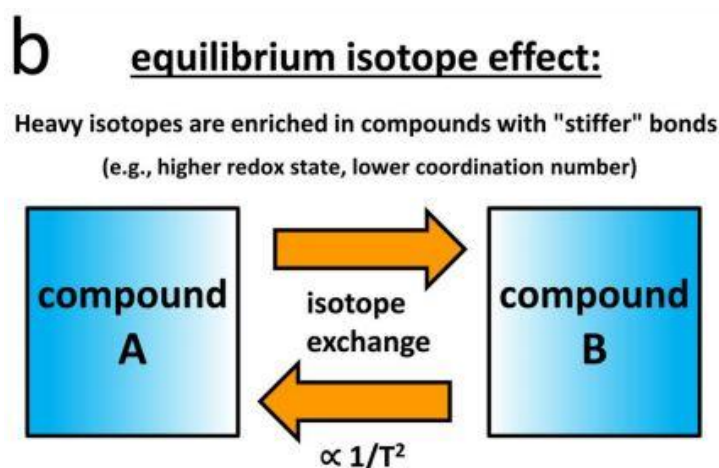 b
equilibrium isotope effect:
Heavy isotopes are enriched in compounds with "stiffer" bonds
(e.g., higher redox state, lower coordination number)
compound
A
isotope
exchange
compound
B
∝ 1/T²